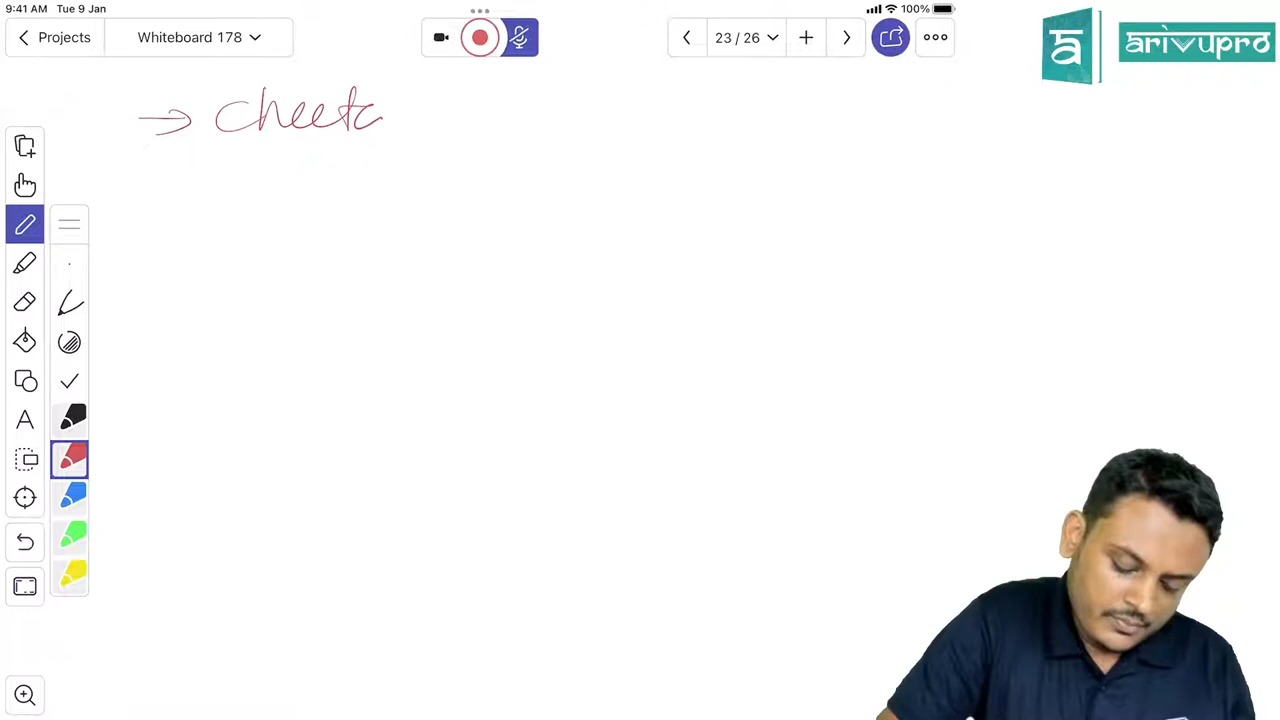 9:41 AM Tue 9 Jan 100%
Projects Whiteboard 178 23 / 26
arivupro
→ cheeta
A